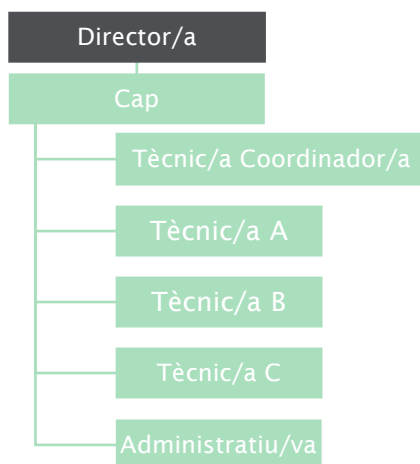 Director/a
Cap
Tècnic/a Coordinador/a
Tècnic/a A
Tècnic/a B
Tècnic/a C
Administratiu/va